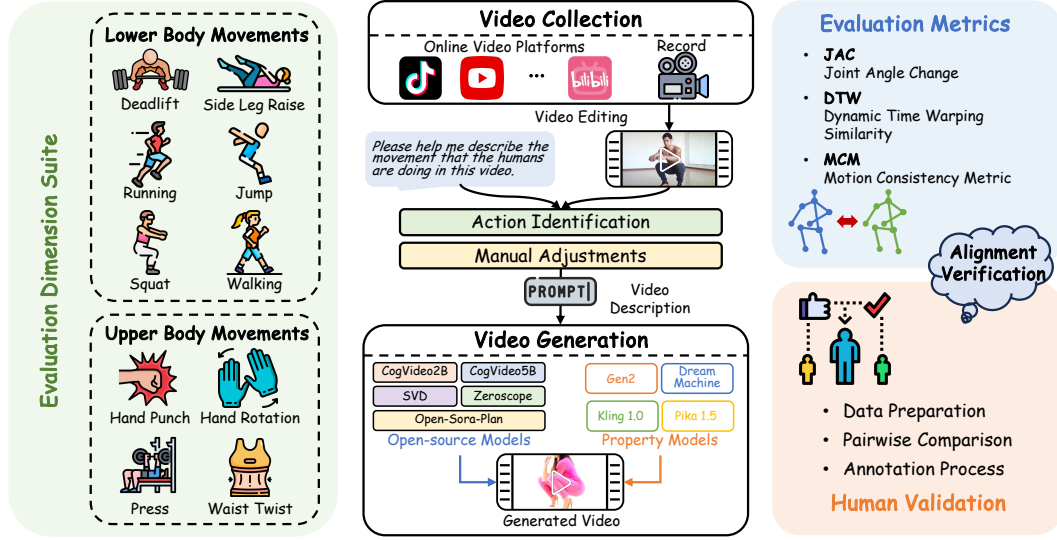 Evaluation Dimension Suite
Lower Body Movements
Deadlift
Side Leg Raise
Running
Jump
Squat
Walking
Upper Body Movements
Hand Punch
Hand Rotation
Press
Waist Twist
Video Collection
Online Video Platforms
Record
...
bilibili
Video Editing
Please help me describe the
movement that the humans
are doing in this video.
Action Identification
Manual Adjustments
PROMPT
Video
Description
Video Generation
CogVideo2B
CogVideo5B
SVD
Zeroscope
Open-Sora-Plan
Open-source Models
Gen2
Dream
Machine
Kling 1.0
Pika 1.5
Property Models
Generated Video
Evaluation Metrics
• JAC
Joint Angle Change
• DTW
Dynamic Time Warping
Similarity
• MCM
Motion Consistency Metric
Alignment
Verification
• Data Preparation
• Pairwise Comparison
• Annotation Process
Human Validation